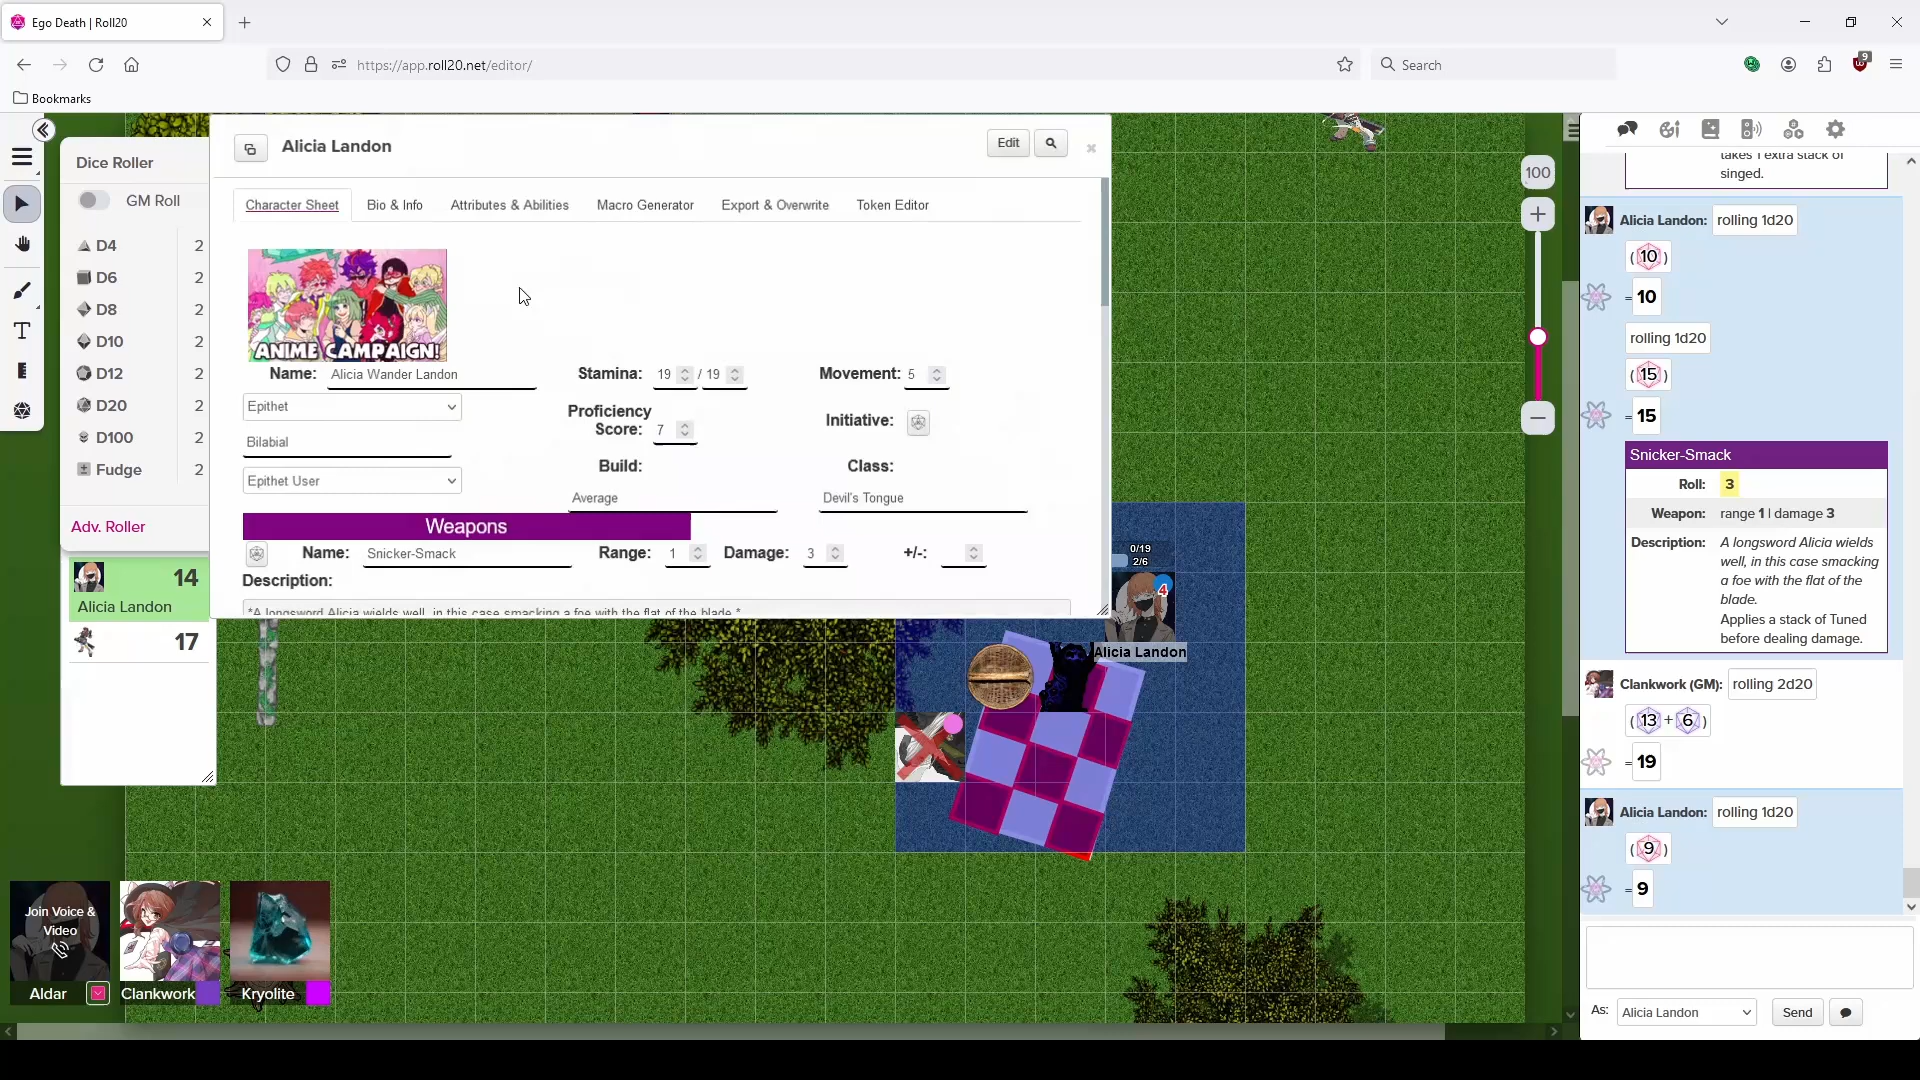 Ego Death | Roll20
https://app.roll20.net/editor/
Search
9
Bookmarks
Dice Roller
GM Roll
D4 2
D6 2
D8 2
D10 2
D12 2
D20 2
D100 2
Fudge 2
Adv. Roller
14
Alicia Landon
17
Alicia Landon
Edit
Character Sheet
Bio & Info
Attributes & Abilities
Macro Generator
Export & Overwrite
Token Editor
ANIME CAMPAIGN!
Name: Alicia Wander Landon
Stamina: 19 / 19
Movement: 5
Epithet
Proficiency
Score: 7
Initiative:
Bilabial
Build:
Class:
Epithet User
Average
Devil's Tongue
Weapons
Name: Snicker-Smack
Range: 1
Damage: 3
+/-:
Description:
*A longsword Alicia wields well, in this case smacking a foe with the flat of the blade.*
0/19
2/6
4
Alicia Landon
100
Join Voice &
Video
Aldar
Clankwork
Kryolite
takes 1 extra stack of
singed.
Alicia Landon: rolling 1d20
(10)
= 10
rolling 1d20
(15)
= 15
Snicker-Smack
Roll: 3
Weapon: range 1 | damage 3
Description: A longsword Alicia wields
well, in this case smacking
a foe with the flat of the
blade.
Applies a stack of Tuned
before dealing damage.
Clankwork (GM): rolling 2d20
(13 + 6)
= 19
Alicia Landon: rolling 1d20
(9)
= 9
As: Alicia Landon
Send